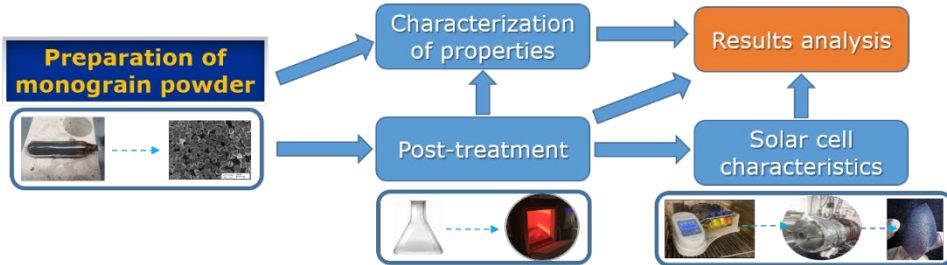 Preparation of
monograin powder
Characterization
of properties
Results analysis
Post-treatment
Solar cell
characteristics